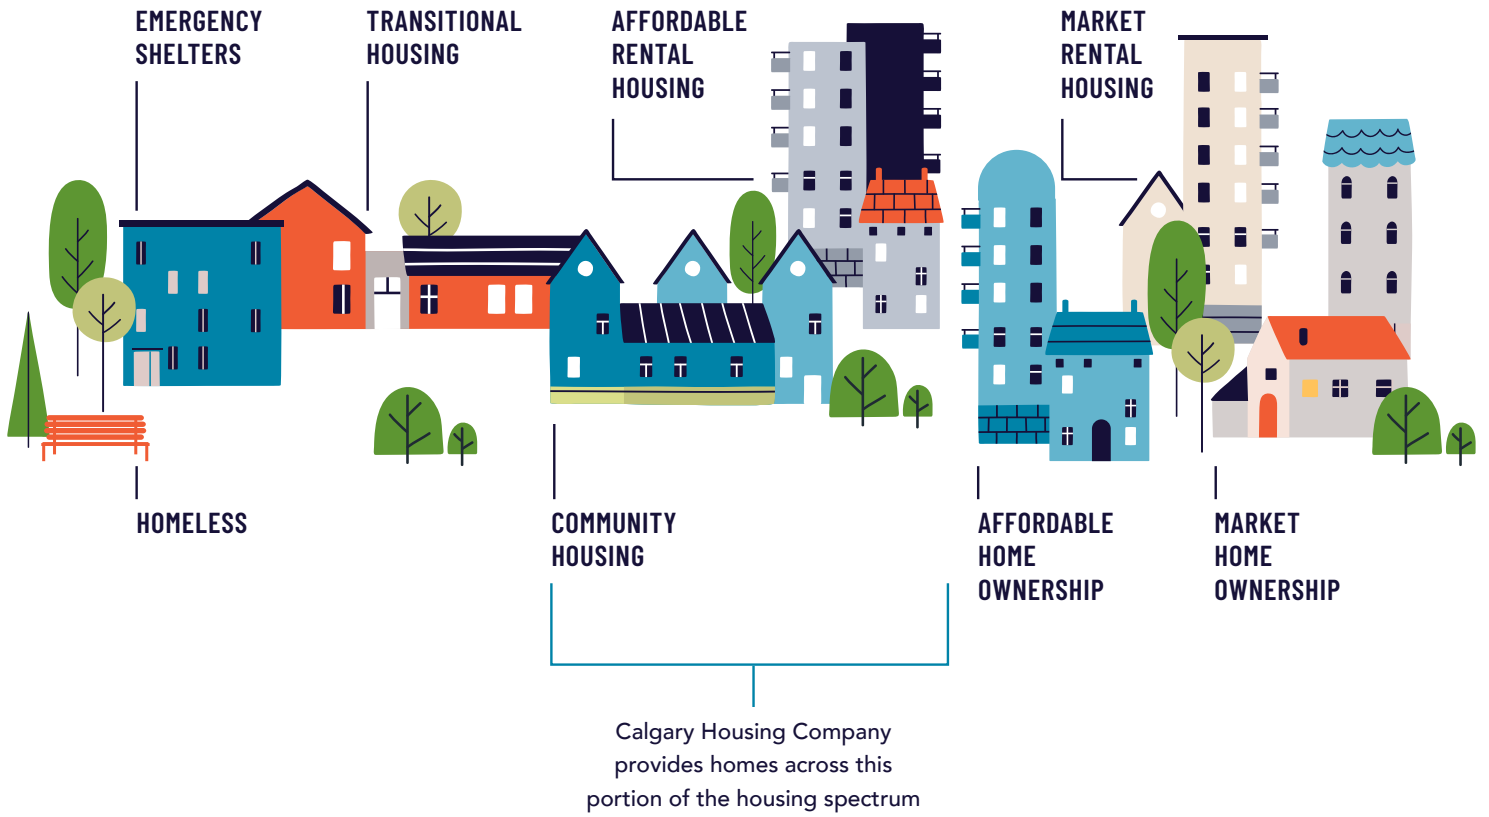 EMERGENCY
SHELTERS
TRANSITIONAL
HOUSING
AFFORDABLE
RENTAL
HOUSING
MARKET
RENTAL
HOUSING
HOMELESS
COMMUNITY
HOUSING
AFFORDABLE
HOME
OWNERSHIP
MARKET
HOME
OWNERSHIP
Calgary Housing Company
provides homes across this
portion of the housing spectrum